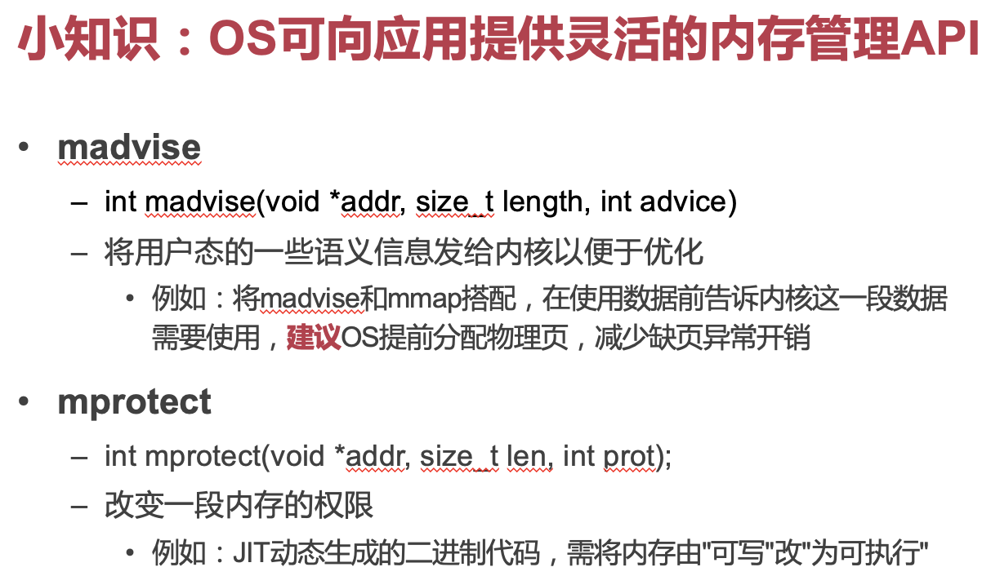 小知识：OS可向应用提供灵活的内存管理API
• madvise
– int madvise(void *addr, size_t length, int advice)
– 将用户态的一些语义信息发给内核以便于优化
• 例如：将madvise和mmap搭配，在使用数据前告诉内核这一段数据
需要使用，建议OS提前分配物理页，减少缺页异常开销
• mprotect
– int mprotect(void *addr, size_t len, int prot);
– 改变一段内存的权限
• 例如：JIT动态生成的二进制代码，需将内存由"可写"改"为可执行"